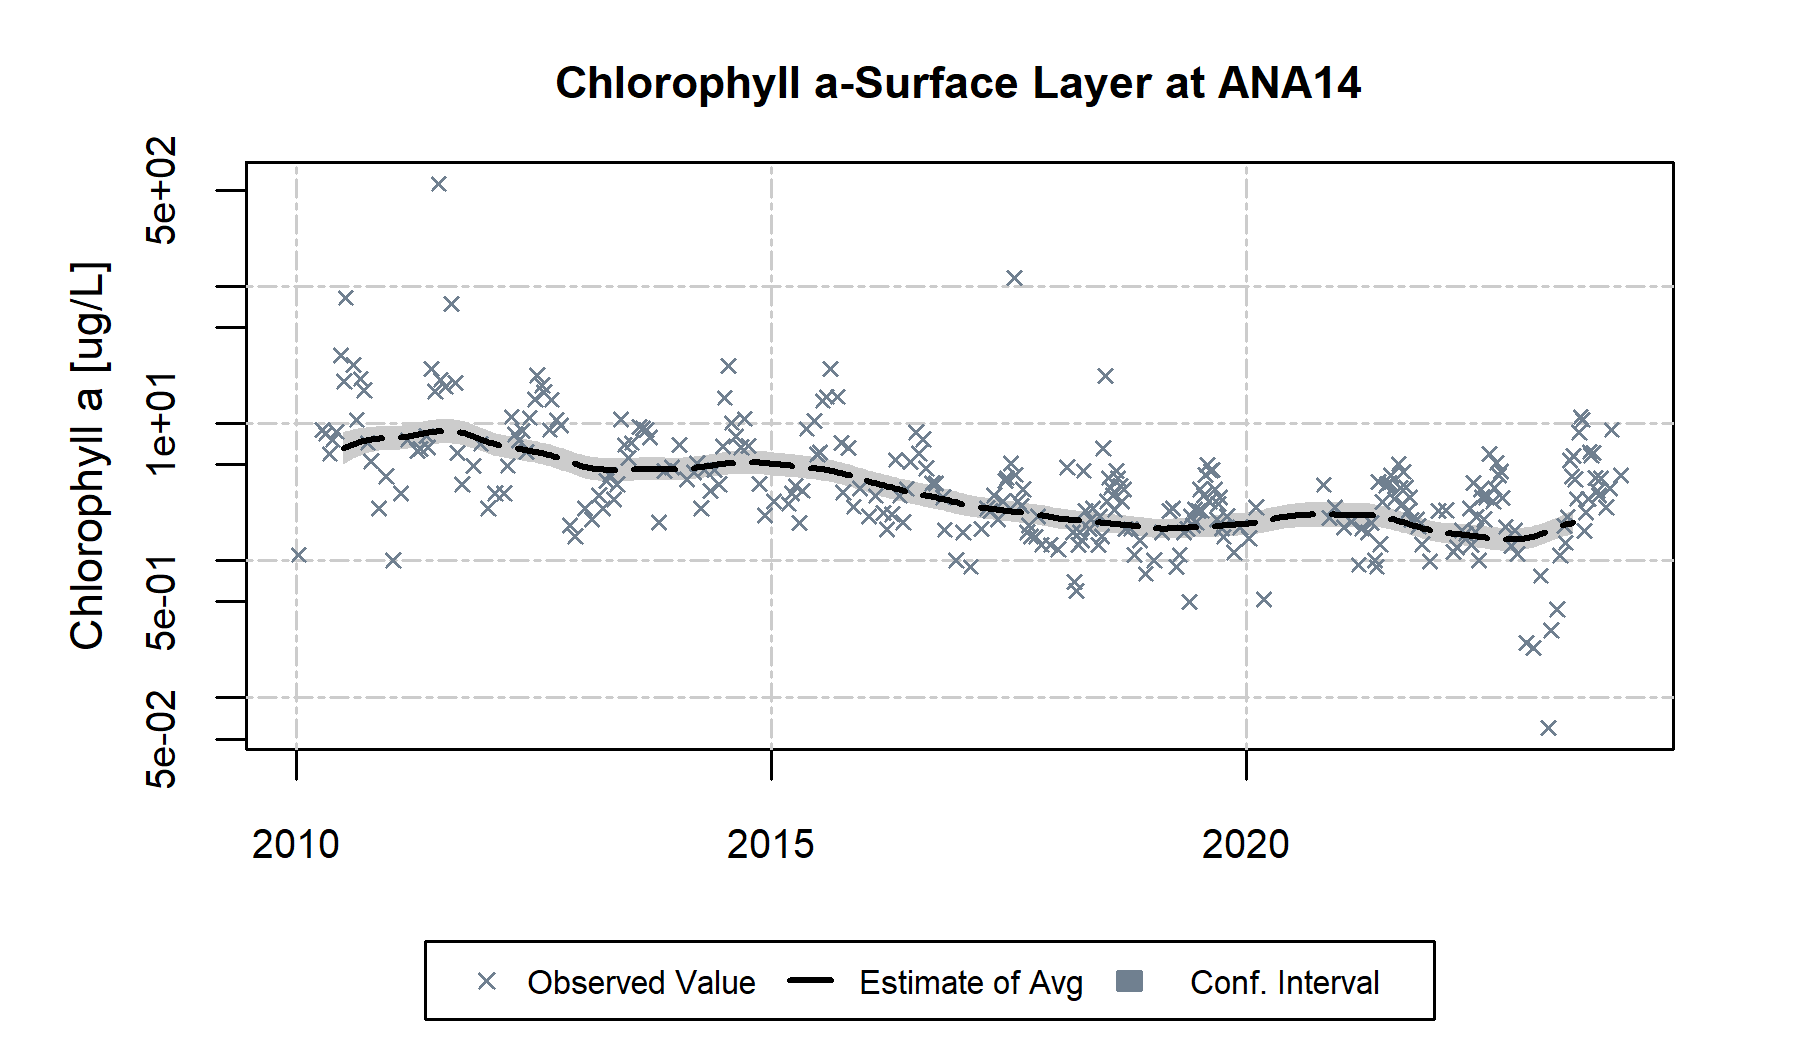 Chlorophyll a-Surface Layer at ANA14
Chlorophyll a [ug/L]
5e+02
1e+01
5e-01
5e-02
2010 2015 2020
Observed Value Estimate of Avg Conf. Interval